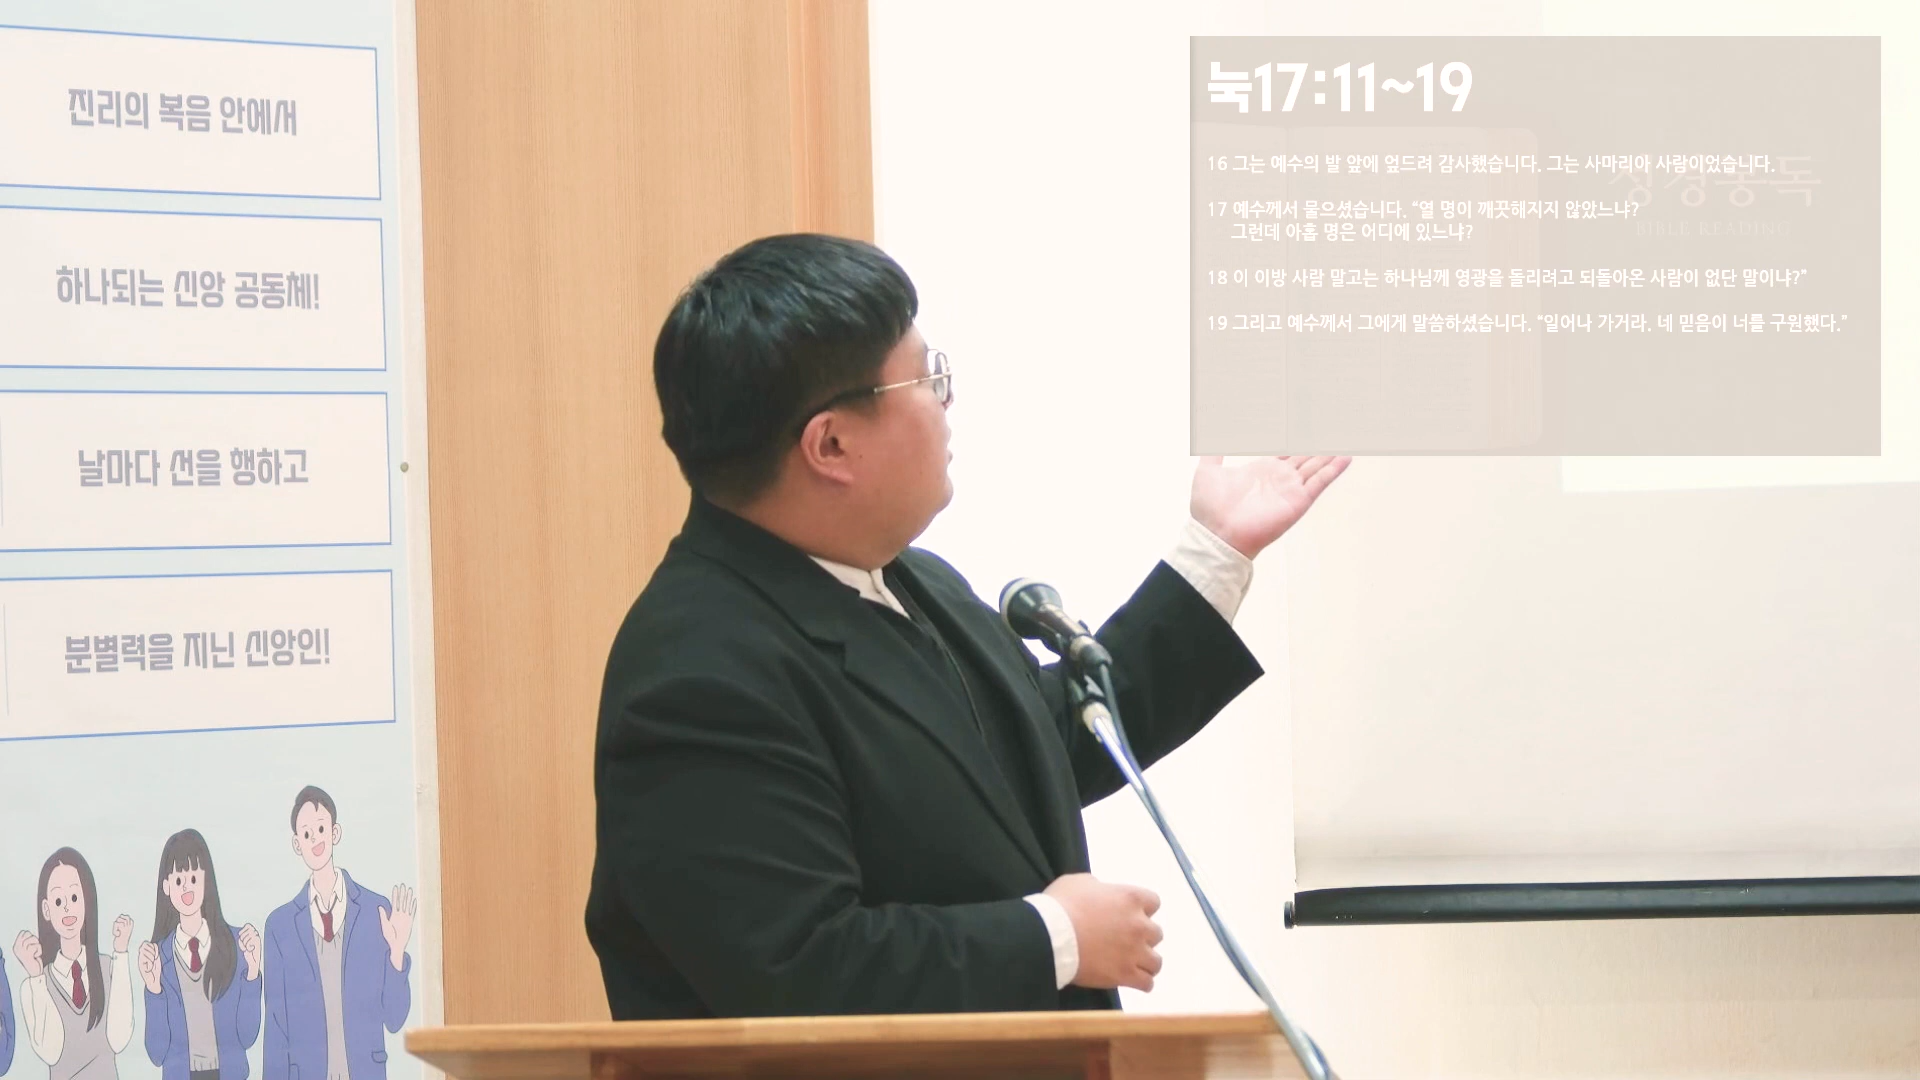 진리의 복음 안에서
하나되는 신앙 공동체!
날마다 선을 행하고
분별력을 지닌 신앙인!
눅17:11~19
16 그는 예수의 발 앞에 엎드려 감사했습니다. 그는 사마리아 사람이었습니다.
17 예수께서 물으셨습니다. “열 명이 깨끗해지지 않았느냐?
그런데 아홉 명은 어디에 있느냐?
18 이 이방 사람 말고는 하나님께 영광을 돌리려고 되돌아온 사람이 없단 말이냐?"
19 그리고 예수께서 그에게 말씀하셨습니다. “일어나 가거라. 네 믿음이 너를 구원했다.”
성경봉독
BIBLE READING